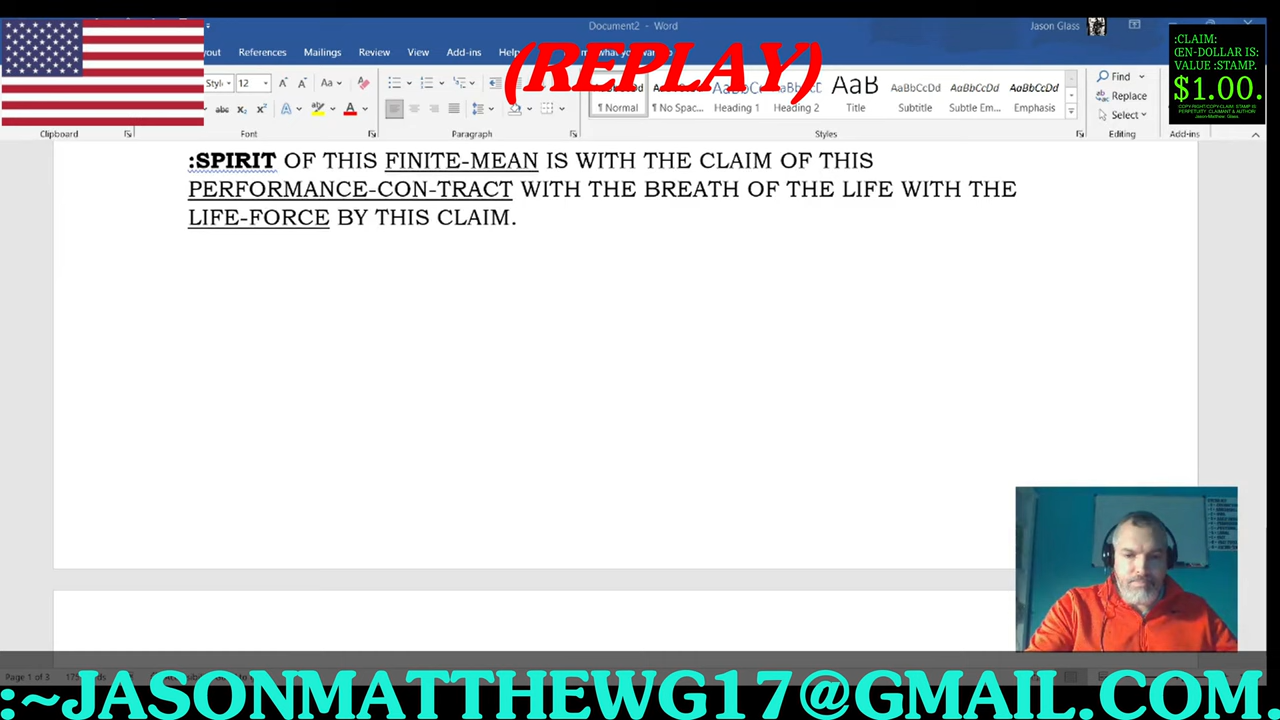 Document2 - Word
Jason Glass
(REPLAY)
:CLAIM:
VALUE :STAMP.
$1.00.
References Mailings Review View Add-ins
12
Find
Replace
Select
AaBbCcDd AaB AaBbCcDd AaBbCcDd AaBbCcDd
¶ Normal ¶ No Spac... Heading 1 Heading 2 Title Subtitle Subtle Em... Emphasis
Clipboard Font Paragraph Styles Editing Add-ins
:SPIRIT OF THIS FINITE-MEAN IS WITH THE CLAIM OF THIS
PERFORMANCE-CON-TRACT WITH THE BREATH OF THE LIFE WITH THE
LIFE-FORCE BY THIS CLAIM.
Page 1 of 3
:~JASONMATTHEWG17@GMAIL.COM.